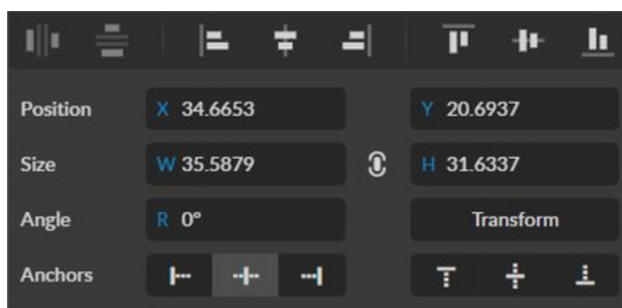 Position X 34.6653 Y 20.6937
Size W 35.5879 H 31.6337
Angle R 0° Transform
Anchors